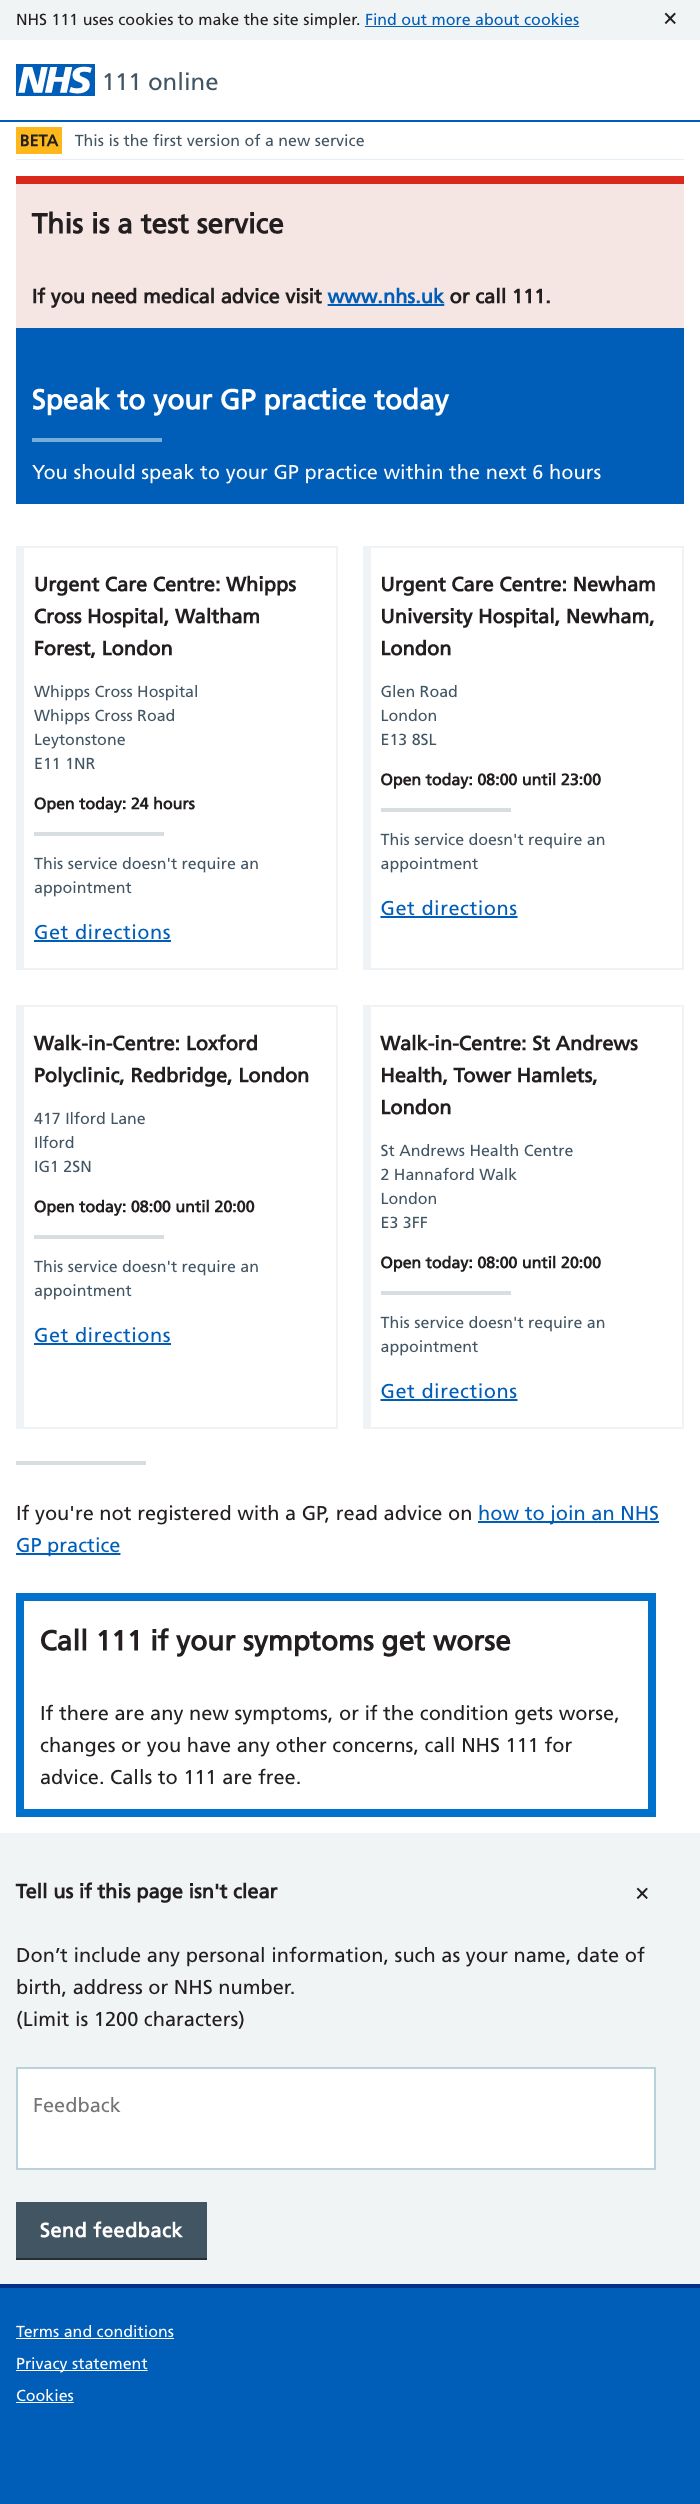 NHS 111 uses cookies to make the site simpler. Find out more about cookies ✕
NHS 111 online
BETA This is the first version of a new service
This is a test service
If you need medical advice visit www.nhs.uk or call 111.
Speak to your GP practice today
You should speak to your GP practice within the next 6 hours
Urgent Care Centre: Whipps
Cross Hospital, Waltham
Forest, London
Whipps Cross Hospital
Whipps Cross Road
Leytonstone
E11 1NR
Open today: 24 hours
This service doesn't require an
appointment
Get directions
Urgent Care Centre: Newham
University Hospital, Newham,
London
Glen Road
London
E13 8SL
Open today: 08:00 until 23:00
This service doesn't require an
appointment
Get directions
Walk-in-Centre: Loxford
Polyclinic, Redbridge, London
417 Ilford Lane
Ilford
IG1 2SN
Open today: 08:00 until 20:00
This service doesn't require an
appointment
Get directions
Walk-in-Centre: St Andrews
Health, Tower Hamlets,
London
St Andrews Health Centre
2 Hannaford Walk
London
E3 3FF
Open today: 08:00 until 20:00
This service doesn't require an
appointment
Get directions
If you're not registered with a GP, read advice on how to join an NHS
GP practice
Call 111 if your symptoms get worse
If there are any new symptoms, or if the condition gets worse,
changes or you have any other concerns, call NHS 111 for
advice. Calls to 111 are free.
Tell us if this page isn't clear ✕
Don’t include any personal information, such as your name, date of
birth, address or NHS number.
(Limit is 1200 characters)
Feedback
Send feedback
Terms and conditions
Privacy statement
Cookies